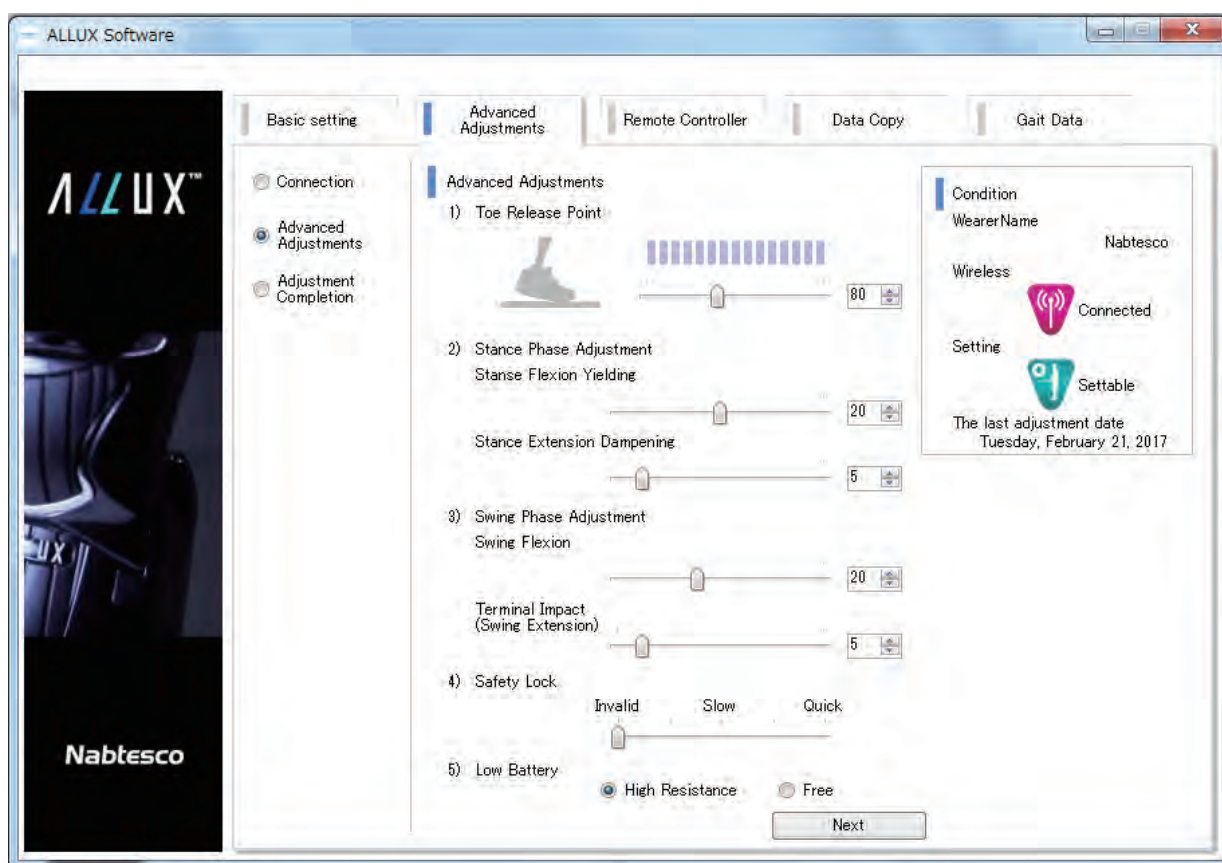 ALLUX Software
Basic setting
Advanced
Adjustments
Remote Controller
Data Copy
Gait Data
ALLUX™
Connection
Advanced
Adjustments
Adjustment
Completion
Advanced Adjustments
1) Toe Release Point
80
2) Stance Phase Adjustment
Stanse Flexion Yielding
20
Stance Extension Dampening
5
3) Swing Phase Adjustment
Swing Flexion
20
Terminal Impact
(Swing Extension)
5
4) Safety Lock
Invalid Slow Quick
5) Low Battery
High Resistance Free
Next
Condition
WearerName
Nabtesco
Wireless
Connected
Setting
Settable
The last adjustment date
Tuesday, February 21, 2017
UX
Nabtesco